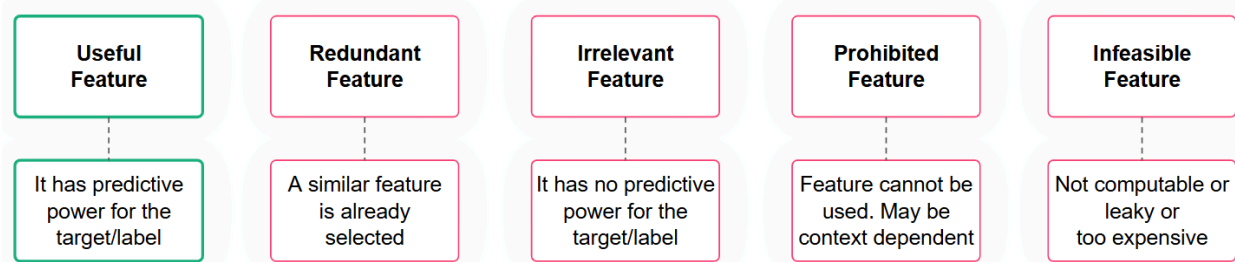 Useful
Feature
Redundant
Feature
Irrelevant
Feature
Prohibited
Feature
Infeasible
Feature
It has predictive
power for the
target/label
A similar feature
is already
selected
It has no predictive
power for the
target/label
Feature cannot be
used. May be
context dependent
Not computable or
leaky or
too expensive